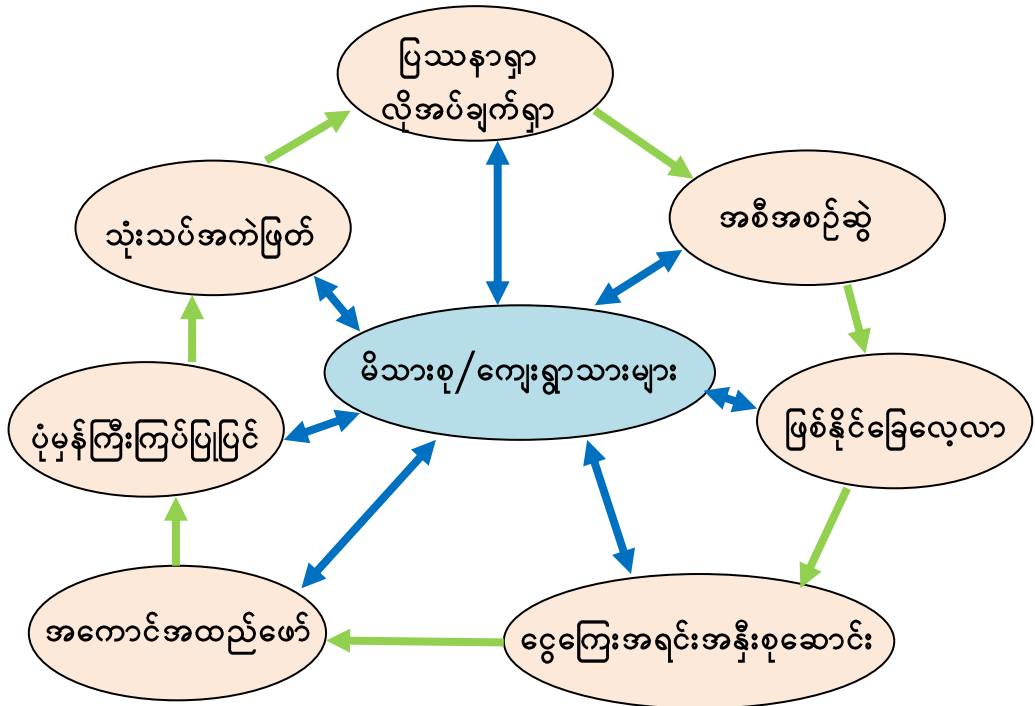 ပြဿနာရှာ
လိုအပ်ချက်ရှာ
အစီအစဉ်ဆွဲ
ဖြစ်နိုင်ခြေလေ့လာ
ငွေကြေးအရင်းအနှီးစုဆောင်း
အကောင်အထည်ဖော်
ပုံမှန်ကြီးကြပ်ပြုပြင်
သုံးသပ်အကဲဖြတ်
မိသားစု/ကျေးရွာသားများ